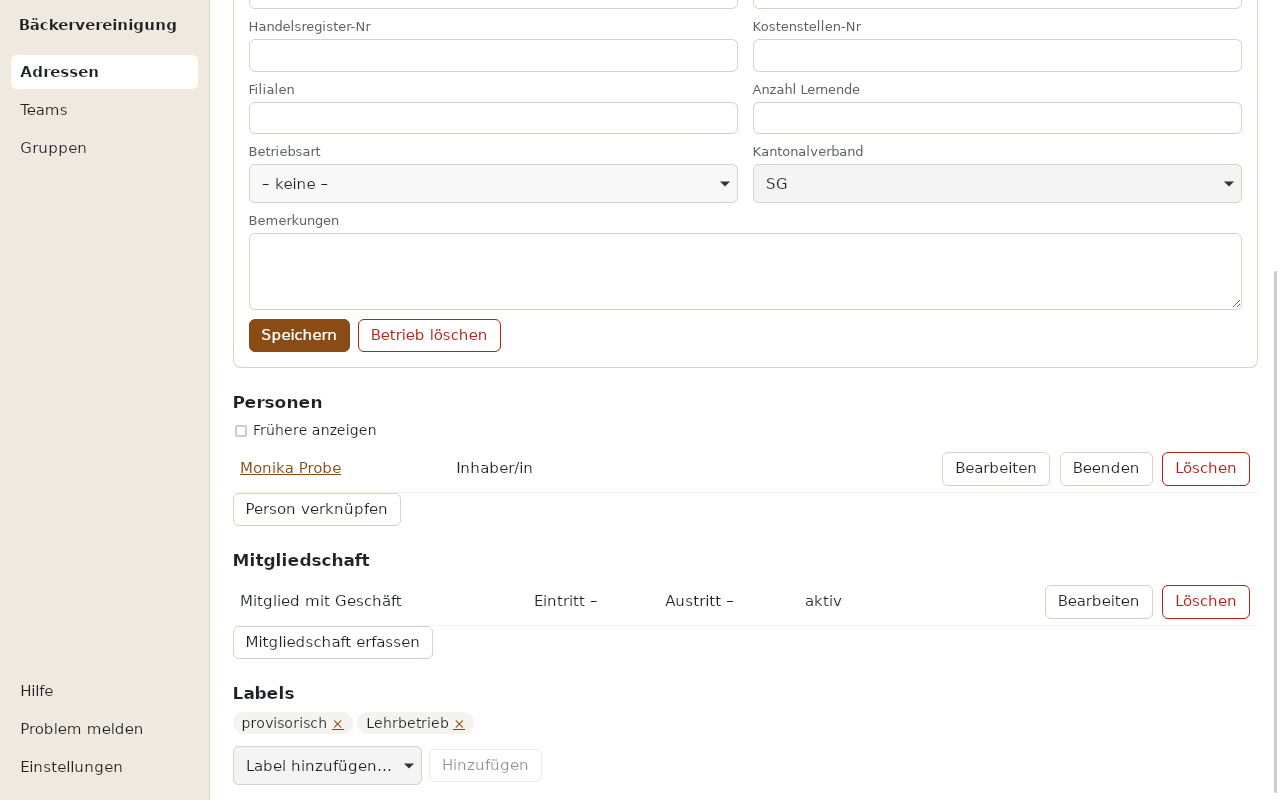 Bäckervereinigung
Adressen
Teams
Gruppen
Hilfe
Problem melden
Einstellungen
Handelsregister-Nr
Kostenstellen-Nr
Filialen
Anzahl Lernende
Betriebsart
Kantonalverband
– keine –
SG
Bemerkungen
Speichern
Betrieb löschen
Personen
Frühere anzeigen
Monika Probe Inhaber/in Bearbeiten Beenden Löschen
Person verknüpfen
Mitgliedschaft
Mitglied mit Geschäft Eintritt – Austritt – aktiv Bearbeiten Löschen
Mitgliedschaft erfassen
Labels
provisorisch × Lehrbetrieb ×
Label hinzufügen... Hinzufügen